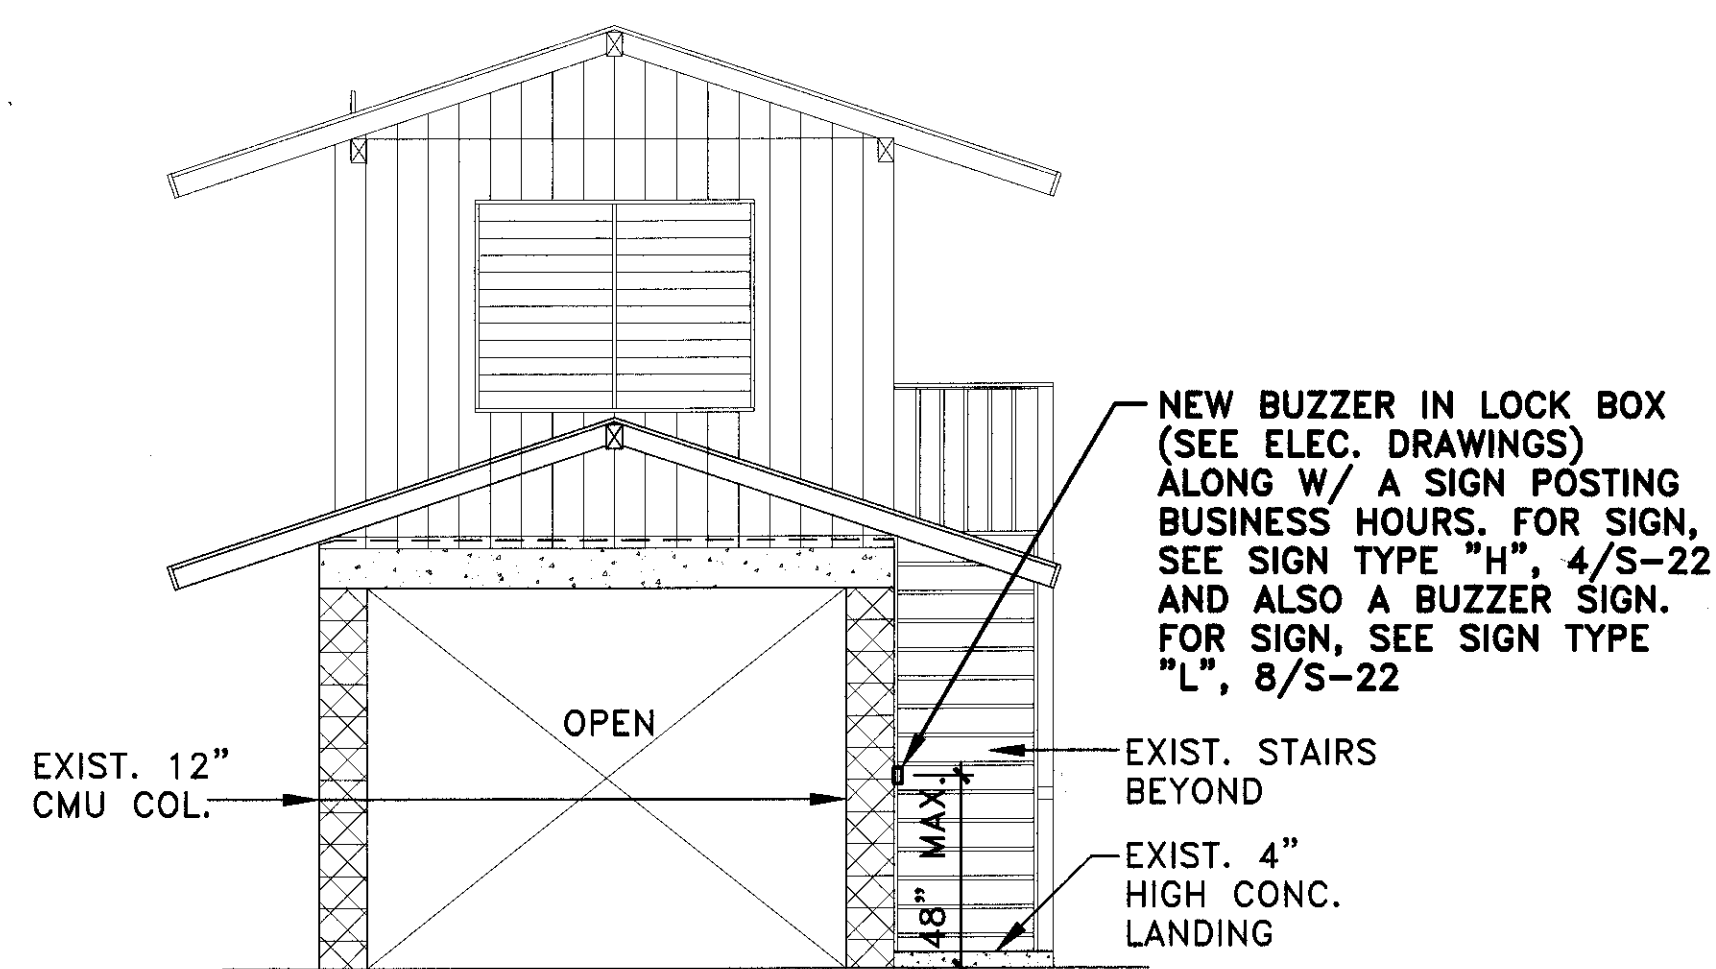 NEW BUZZER IN LOCK BOX
(SEE ELEC. DRAWINGS)
ALONG W/ A SIGN POSTING
BUSINESS HOURS. FOR SIGN,
SEE SIGN TYPE "H", 4/S-22
AND ALSO A BUZZER SIGN.
FOR SIGN, SEE SIGN TYPE
"L", 8/S-22
OPEN
EXIST. 12"
CMU COL.
48" MAX.
EXIST. STAIRS
BEYOND
EXIST. 4"
HIGH CONC.
LANDING